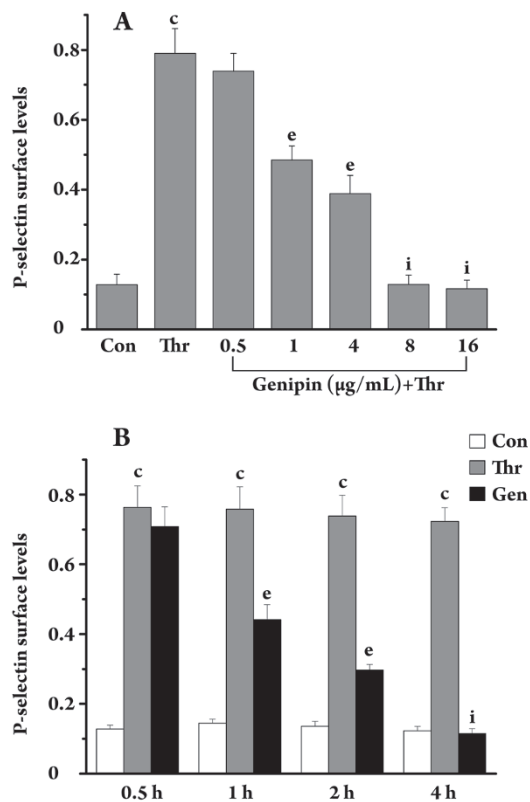 A
P-selectin surface levels
0.8
0.6
0.4
0.2
0
c
e
e
i
i
Con Thr 0.5 1 4 8 16
Genipin (μg/mL)+Thr
B
Con
Thr
Gen
P-selectin surface levels
0.8
0.6
0.4
0.2
0
c
c
c
c
e
e
i
0.5 h 1 h 2 h 4 h